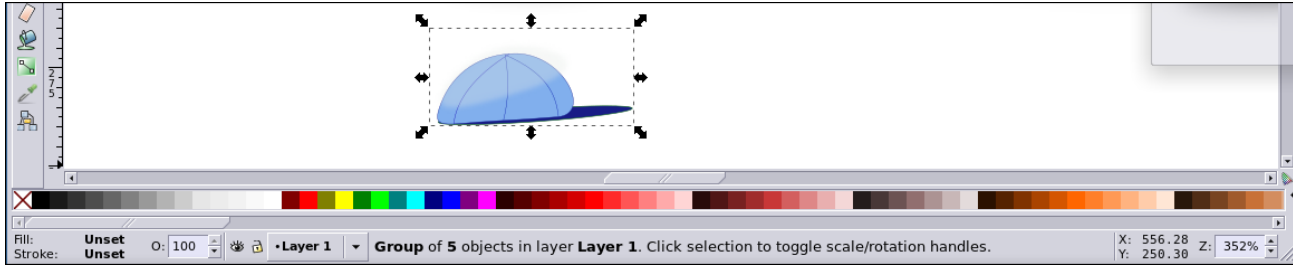 2
7
5
Fill: Unset
Stroke: Unset
O: 100
•Layer 1
Group of 5 objects in layer Layer 1. Click selection to toggle scale/rotation handles.
X: 556.28
Y: 250.30
Z: 352%